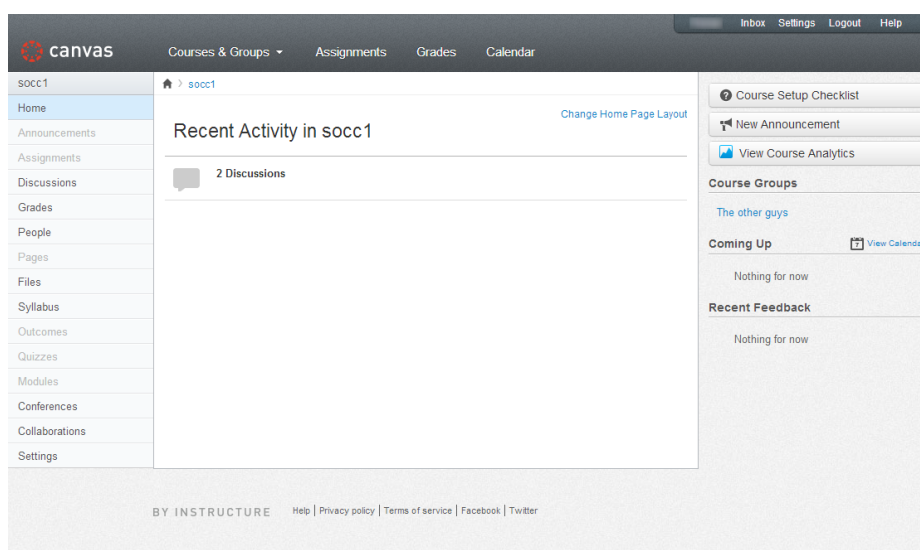 Inbox Settings Logout Help
canvas
Courses & Groups Assignments Grades Calendar
socc1
Home
Announcements
Assignments
Discussions
Grades
People
Pages
Files
Syllabus
Outcomes
Quizzes
Modules
Conferences
Collaborations
Settings
socc1
Change Home Page Layout
Recent Activity in socc1
2 Discussions
Course Setup Checklist
New Announcement
View Course Analytics
Course Groups
The other guys
Coming Up
7 View Calenda
Nothing for now
Recent Feedback
Nothing for now
BY INSTRUCTURE Help | Privacy policy | Terms of service | Facebook | Twitter